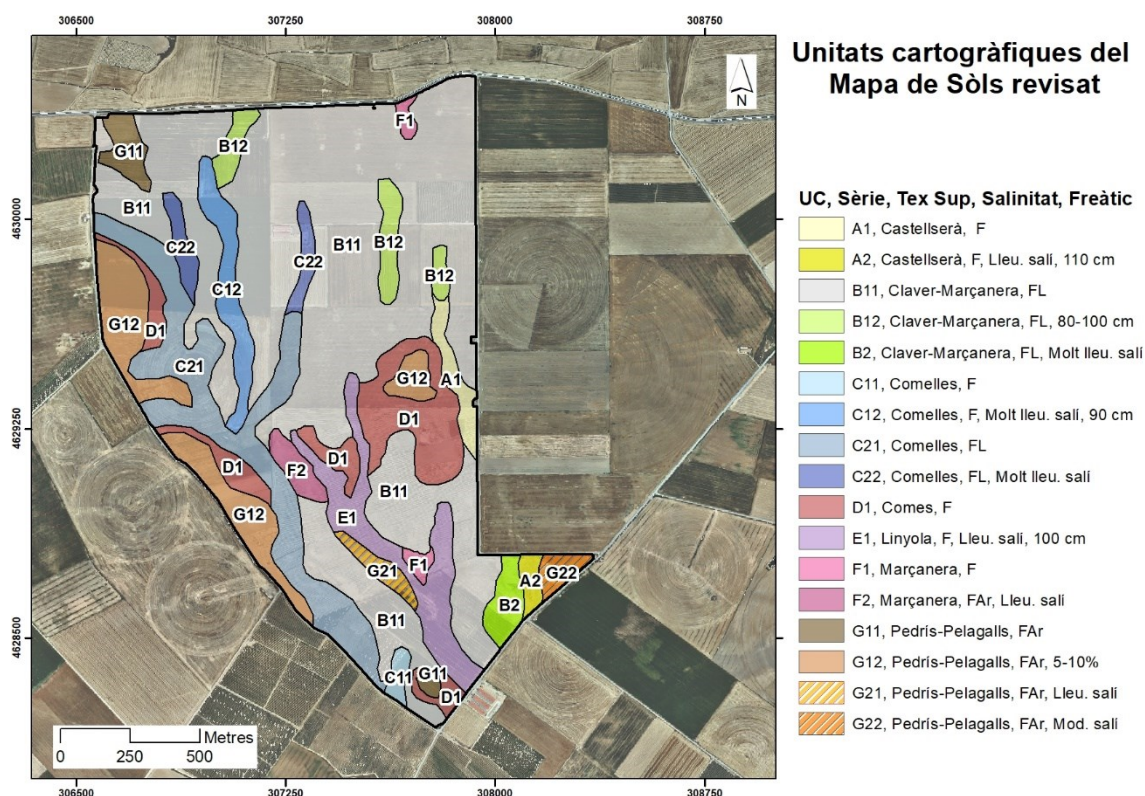 306500 307250 308000 308750
Unitats cartogràfiques del
Mapa de Sòls revisat
N
F1
B12
G11
B11
C22
B11
B12
C22
B12
C12
G12
D1
C21
G12
A1
D1
D1
F2
D1
B11
G12
E1
F1
G21
A2
G22
B2
B11
C11
G11
D1
4630000
4629250
4628500
Metres
0 250 500
306500 307250 308000 308750
UC, Sèrie, Tex Sup, Salinitat, Freàtic
A1, Castellserà, F
A2, Castellserà, F, Lleu. salí, 110 cm
B11, Claver-Marçanera, FL
B12, Claver-Marçanera, FL, 80-100 cm
B2, Claver-Marçanera, FL, Molt lleu. salí
C11, Comelles, F
C12, Comelles, F, Molt lleu. salí, 90 cm
C21, Comelles, FL
C22, Comelles, FL, Molt lleu. salí
D1, Comes, F
E1, Linyola, F, Lleu. salí, 100 cm
F1, Marçanera, F
F2, Marçanera, FAr, Lleu. salí
G11, Pedrís-Pelagalls, FAr
G12, Pedrís-Pelagalls, FAr, 5-10%
G21, Pedrís-Pelagalls, FAr, Lleu. salí
G22, Pedrís-Pelagalls, FAr, Mod. salí